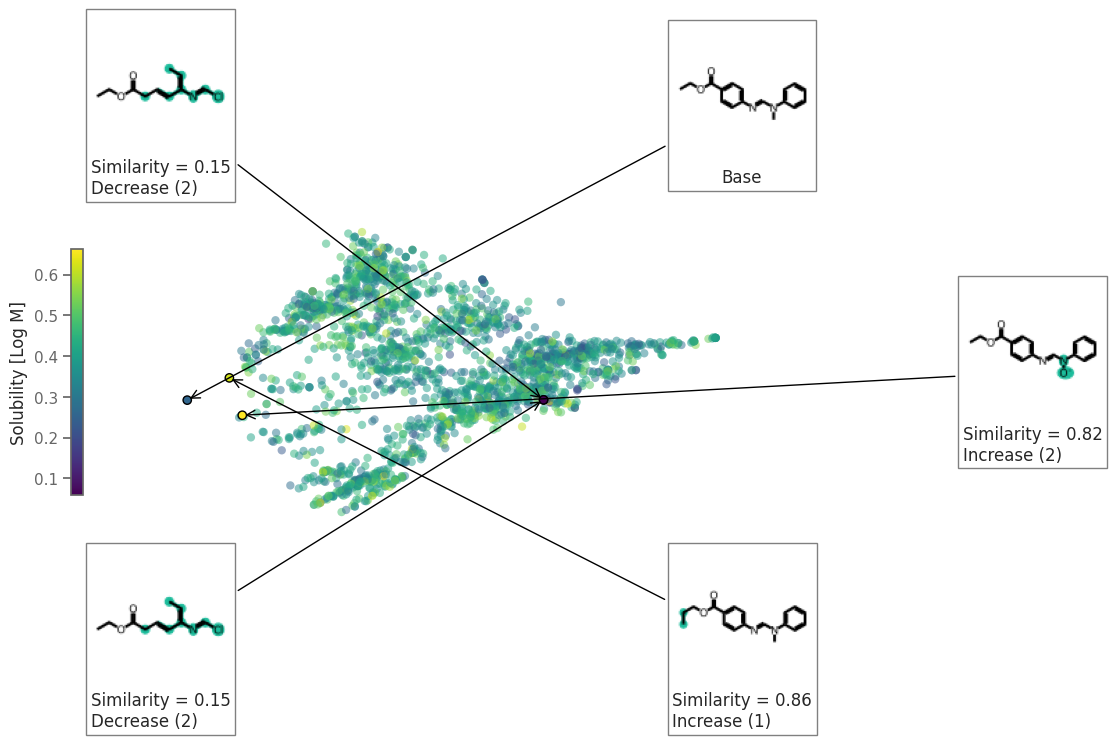 Similarity = 0.15
Decrease (2)
Base
Solubility [Log M]
0.6
0.5
0.4
0.3
0.2
0.1
Similarity = 0.82
Increase (2)
Similarity = 0.15
Decrease (2)
Similarity = 0.86
Increase (1)